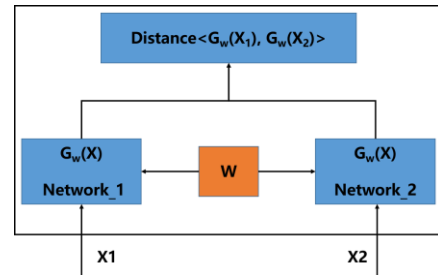 Distance<Gw(X1), Gw(X2)>
Gw(X)
Network_1
W
Gw(X)
Network_2
X1
X2